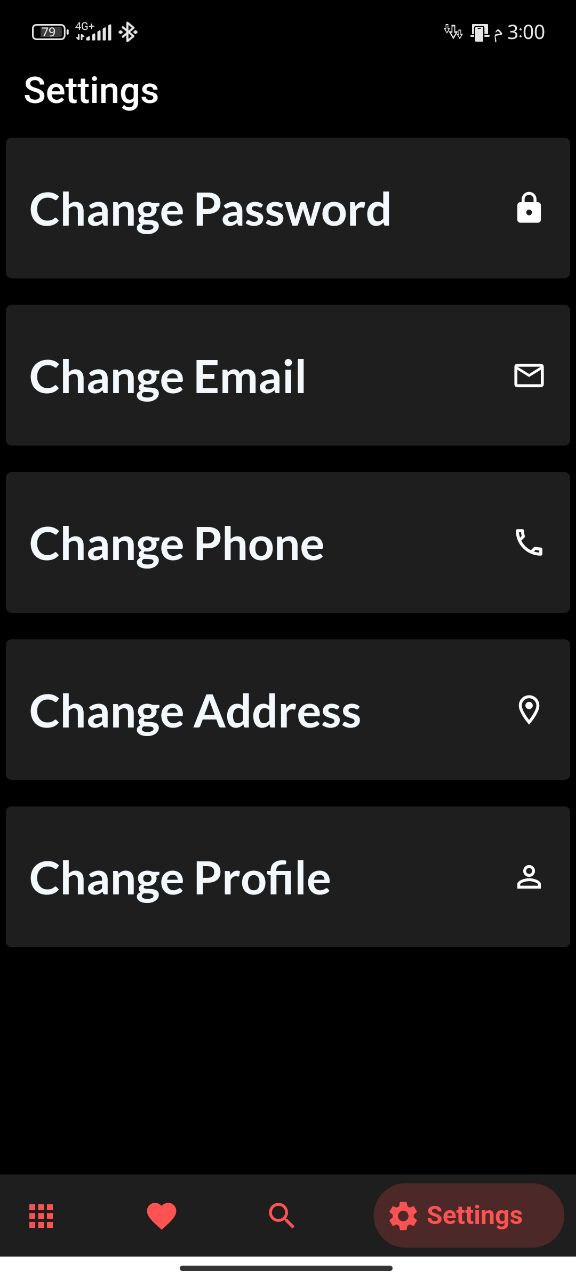 79 4G+ م 3:00
Settings
Change Password
Change Email
Change Phone
Change Address
Change Profile
Settings